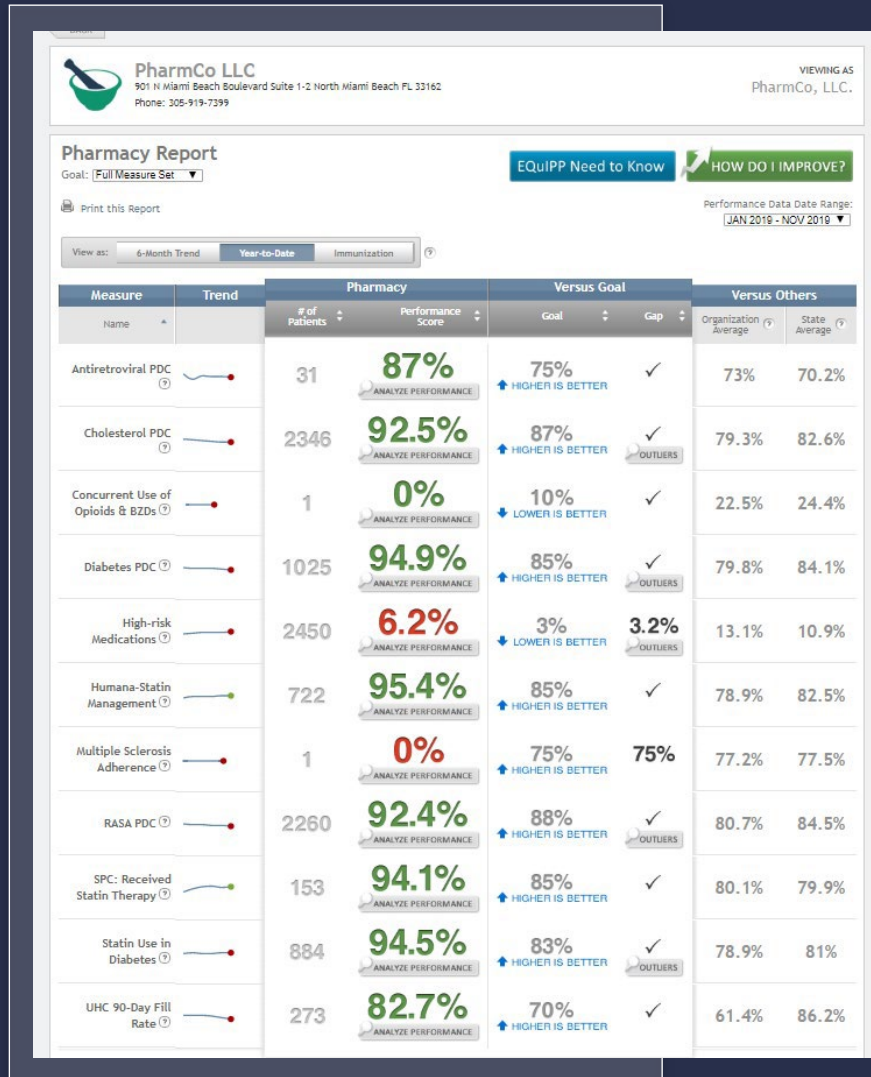 PharmCo LLC
901 N Miami Beach Boulevard Suite 1-2 North Miami Beach FL 33162
Phone: 305-919-7399
VIEWING AS
PharmCo, LLC.
Pharmacy Report
Goal: Full Measure Set ▼
Print this Report
EQuIPP Need to Know
HOW DO I IMPROVE?
Performance Data Date Range:
JAN 2019 - NOV 2019 ▼
View as: 6-Month Trend Year-to-Date Immunization ?
Measure Trend Pharmacy Versus Goal Versus Others
Name # of Patients Performance Score Goal Gap Organization Average ? State Average ?
Antiretroviral PDC ? 31 87% 75% ✓ 73% 70.2%
ANALYZE PERFORMANCE HIGHER IS BETTER
Cholesterol PDC ? 2346 92.5% 87% ✓ 79.3% 82.6%
ANALYZE PERFORMANCE HIGHER IS BETTER OUTLIERS
Concurrent Use of Opioids & BZDs ? 1 0% 10% ✓ 22.5% 24.4%
ANALYZE PERFORMANCE LOWER IS BETTER
Diabetes PDC ? 1025 94.9% 85% ✓ 79.8% 84.1%
ANALYZE PERFORMANCE HIGHER IS BETTER OUTLIERS
High-risk Medications ? 2450 6.2% 3% 3.2% 13.1% 10.9%
ANALYZE PERFORMANCE LOWER IS BETTER OUTLIERS
Humana-Statin Management ? 722 95.4% 85% ✓ 78.9% 82.5%
ANALYZE PERFORMANCE HIGHER IS BETTER
Multiple Sclerosis Adherence ? 1 0% 75% 75% 77.2% 77.5%
ANALYZE PERFORMANCE HIGHER IS BETTER
RASA PDC ? 2260 92.4% 88% ✓ 80.7% 84.5%
ANALYZE PERFORMANCE HIGHER IS BETTER OUTLIERS
SPC: Received Statin Therapy ? 153 94.1% 85% ✓ 80.1% 79.9%
ANALYZE PERFORMANCE HIGHER IS BETTER
Statin Use in Diabetes ? 884 94.5% 83% ✓ 78.9% 81%
ANALYZE PERFORMANCE HIGHER IS BETTER OUTLIERS
UHC 90-Day Fill Rate ? 273 82.7% 70% ✓ 61.4% 86.2%
ANALYZE PERFORMANCE HIGHER IS BETTER